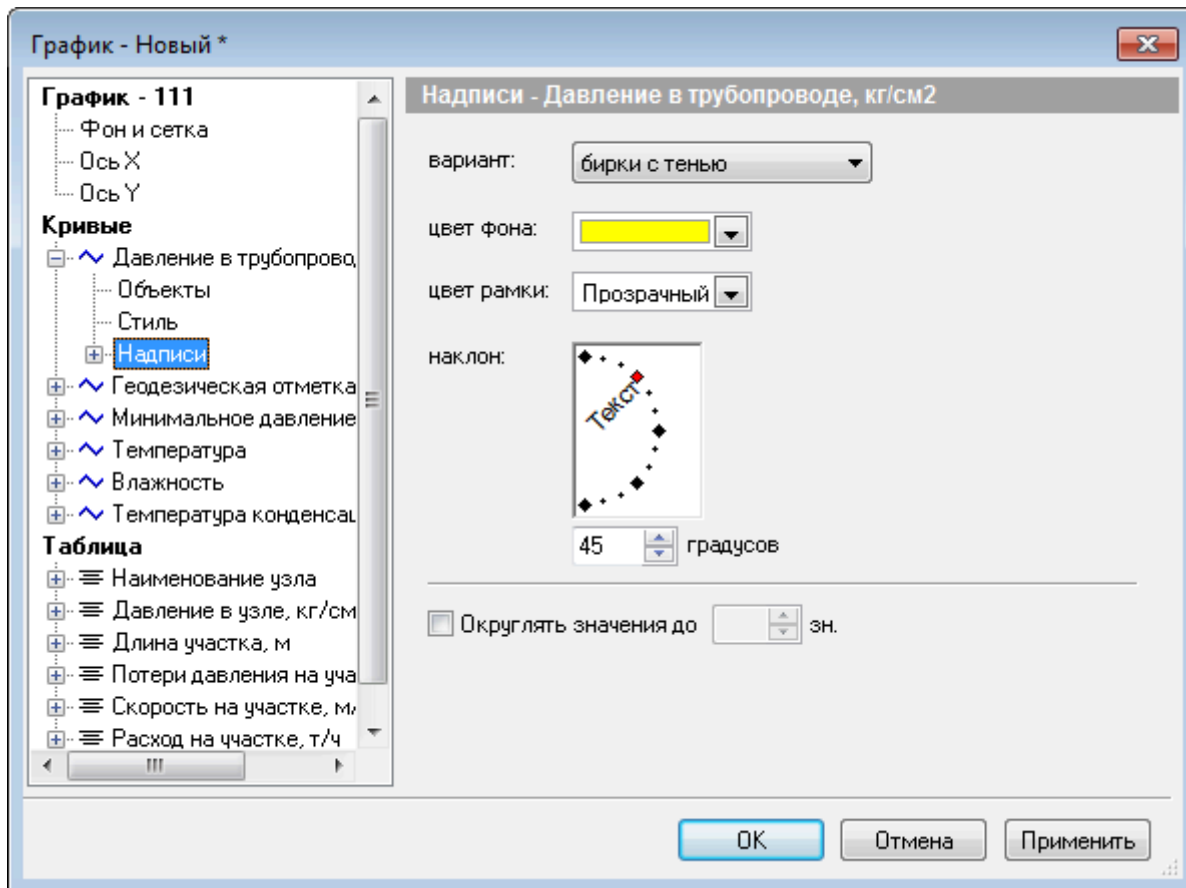 График - Новый *
График - 111
Фон и сетка
Ось X
Ось Y
Кривые
Давление в трубопровод
Объекты
Стиль
Надписи
Геодезическая отметка
Минимальное давление
Температура
Влажность
Температура конденсац
Таблица
Наименование узла
Давление в узле, кг/см
Длина участка, м
Потери давления на уча
Скорость на участке, м/
Расход на участке, т/ч
Надписи - Давление в трубопроводе, кг/см2
вариант:
бирки с тенью
цвет фона:
цвет рамки:
Прозрачный
наклон:
Текст
45
градусов
Округлять значения до
зн.
OK
Отмена
Применить